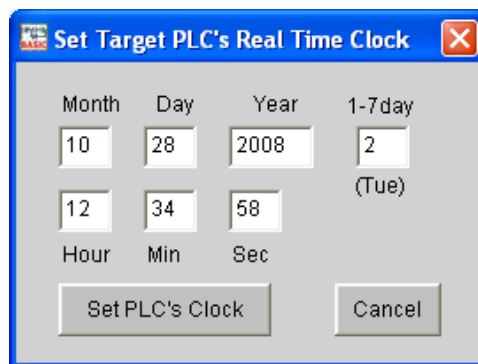 BASIC
Set Target PLC's Real Time Clock
Month Day Year 1-7day
10 28 2008 2
(Tue)
12 34 58
Hour Min Sec
Set PLC's Clock Cancel